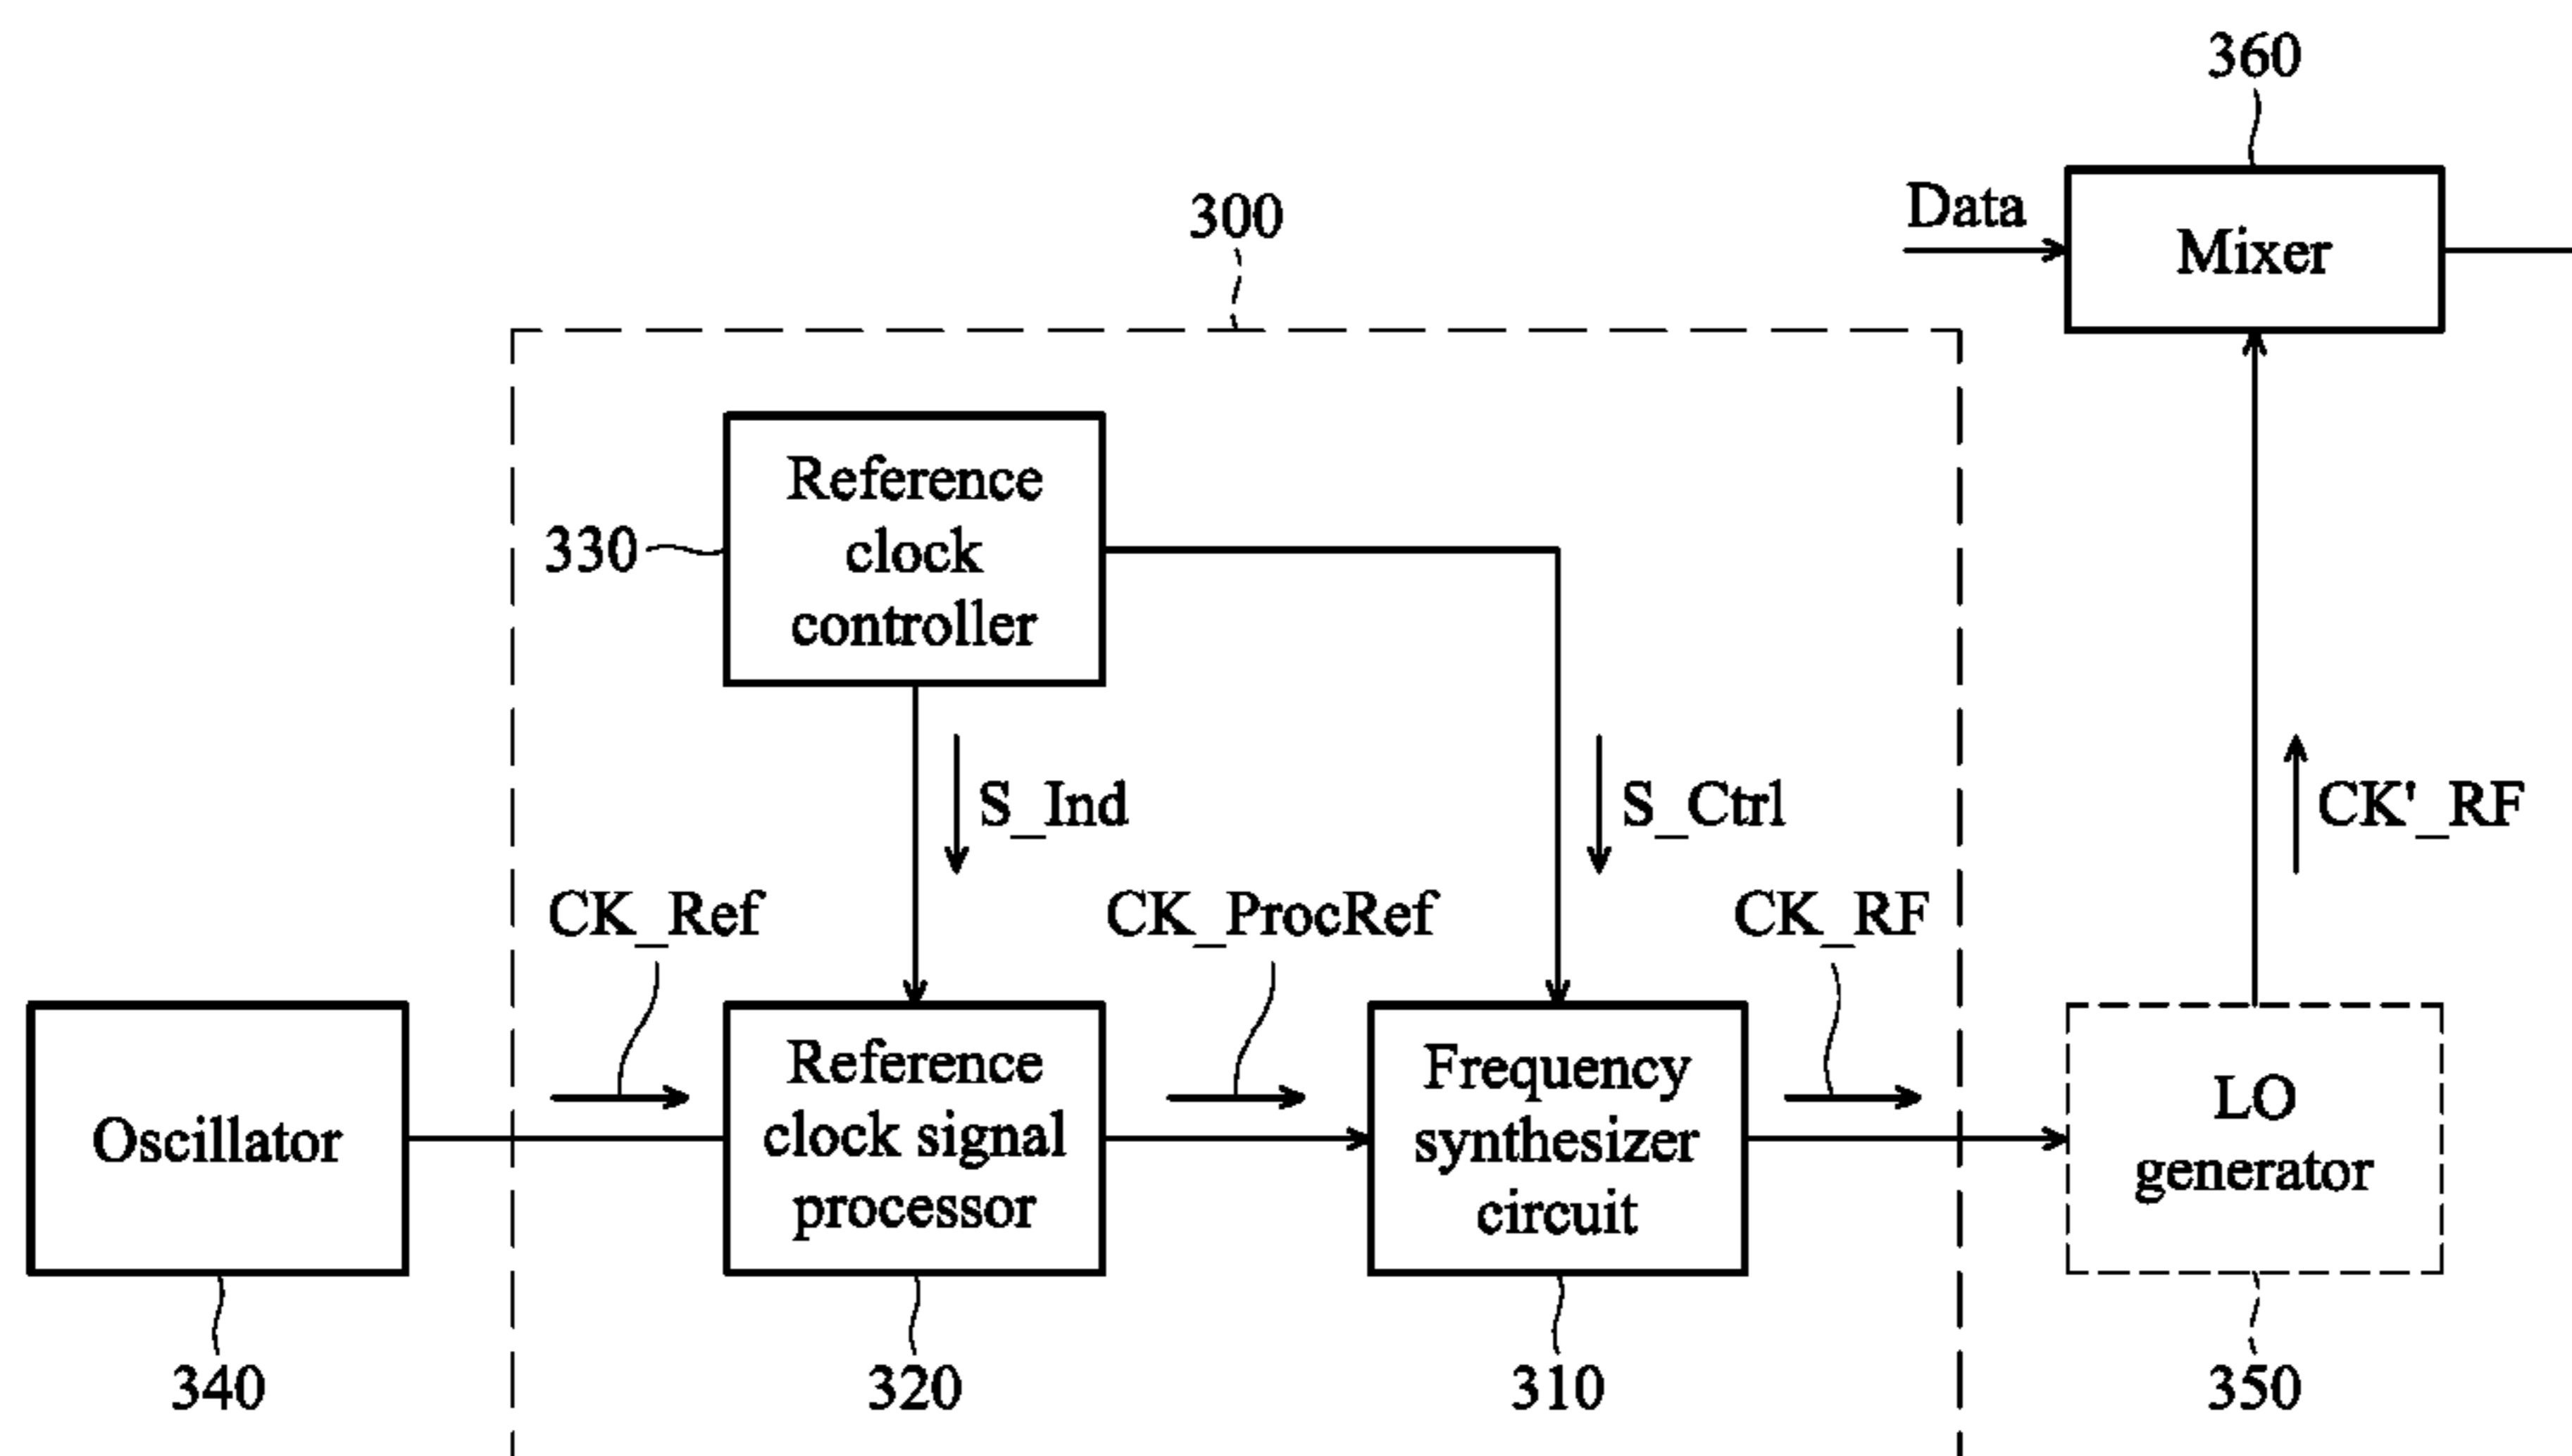 360
Data
Mixer
300
Reference
clock
controller
330
S_Ind
S_Ctrl
CK'_RF
CK_Ref
CK_ProcRef
CK_RF
Oscillator
Reference
clock signal
processor
Frequency
synthesizer
circuit
LO
generator
340
320
310
350